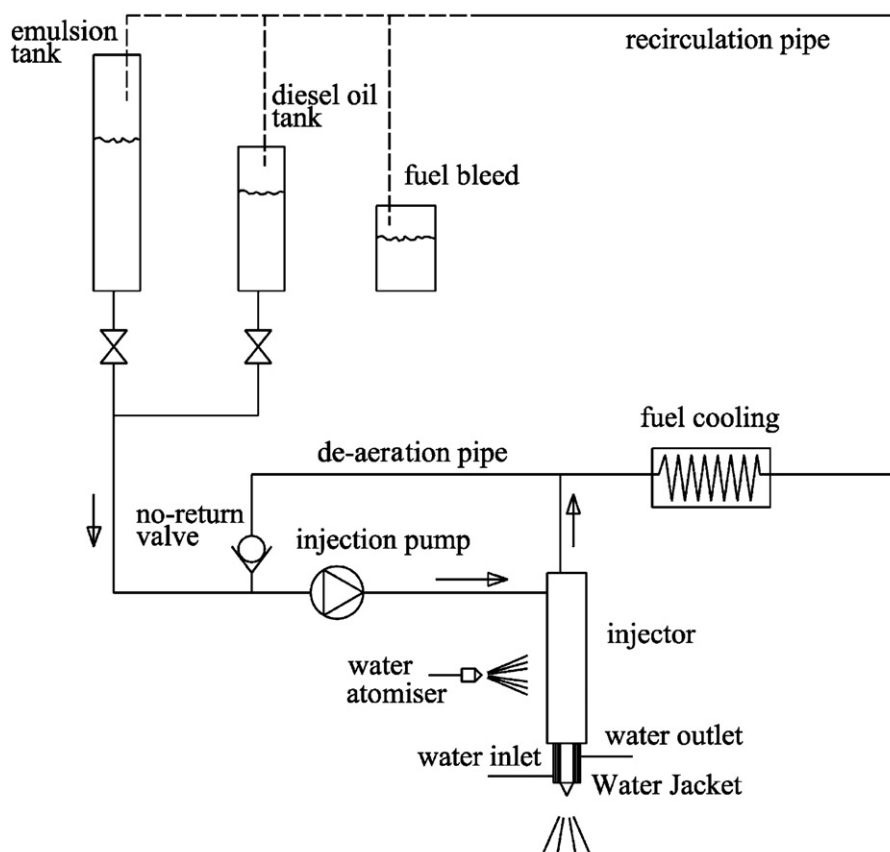 emulsion
tank
recirculation pipe
diesel oil
tank
fuel bleed
fuel cooling
de-aeration pipe
no-return
valve
injection pump
injector
water
atomiser
water outlet
water inlet
Water Jacket